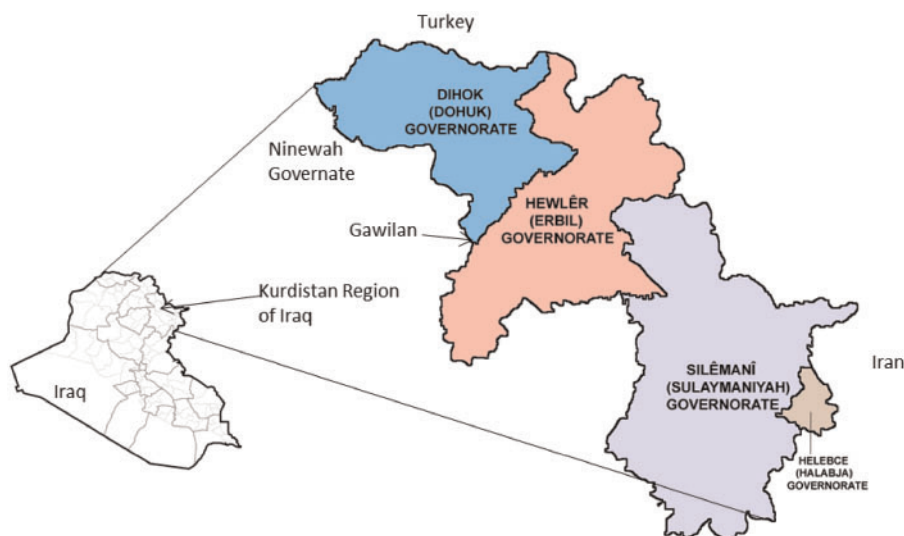 Turkey
DIHOK
(DOHUK)
GOVERNORATE
Ninewah
Governate
HEWLÊR
(ERBIL)
GOVERNORATE
Gawilan
Kurdistan Region
of Iraq
Iraq
SILÊMANÎ
(SULAYMANIYAH)
GOVERNORATE
Iran
HELEBCE
(HALABJA)
GOVERNORATE